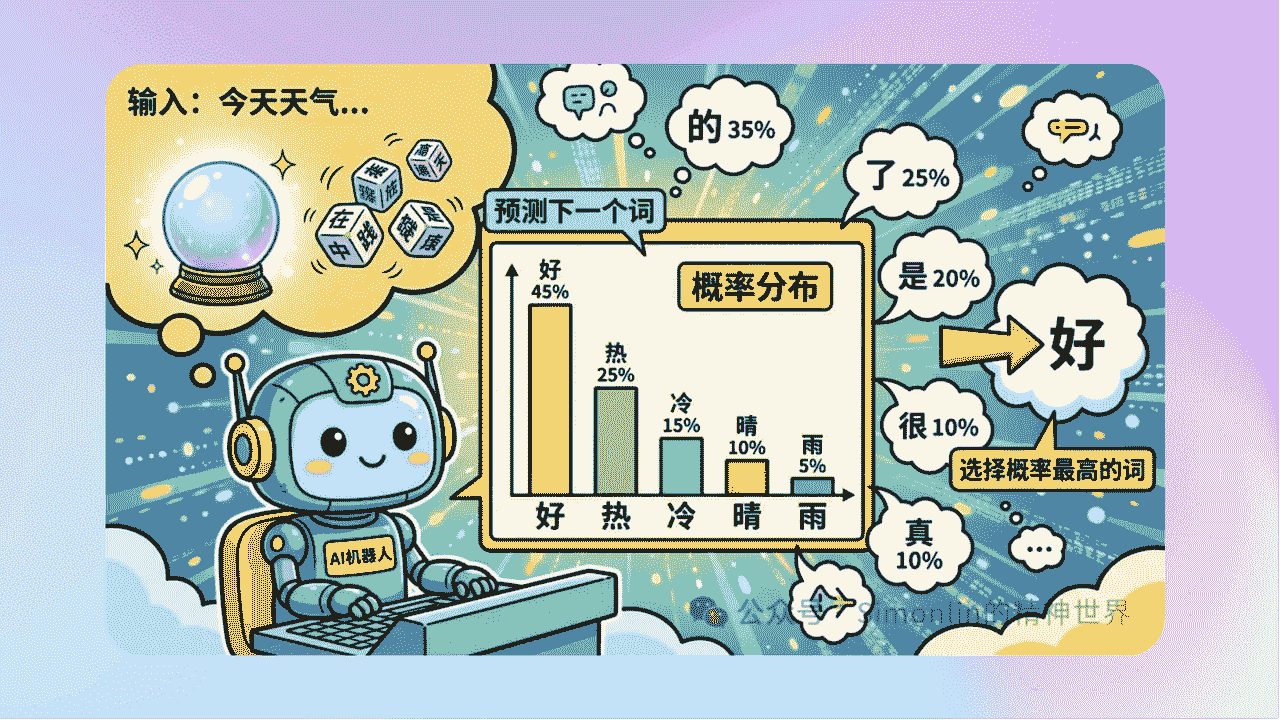 输入：今天天气...
在
中
践
预测下一个词
概率分布
好
45%
热
25%
冷
15%
晴
10%
雨
5%
好
热
冷
晴
雨
的 35%
了 25%
是 20%
很 10%
真
10%
好
选择概率最高的词
AI机器人
公众号 Simonlin的精神世界